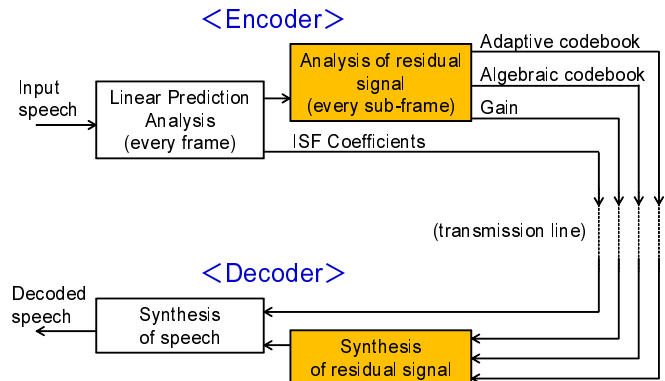 ＜Encoder＞
Input
speech
Linear Prediction
Analysis
(every frame)
Analysis of residual
signal
(every sub-frame)
Adaptive codebook
Algebraic codebook
Gain
ISF Coefficients
(transmission line)
＜Decoder＞
Decoded
speech
Synthesis
of speech
Synthesis
of residual signal